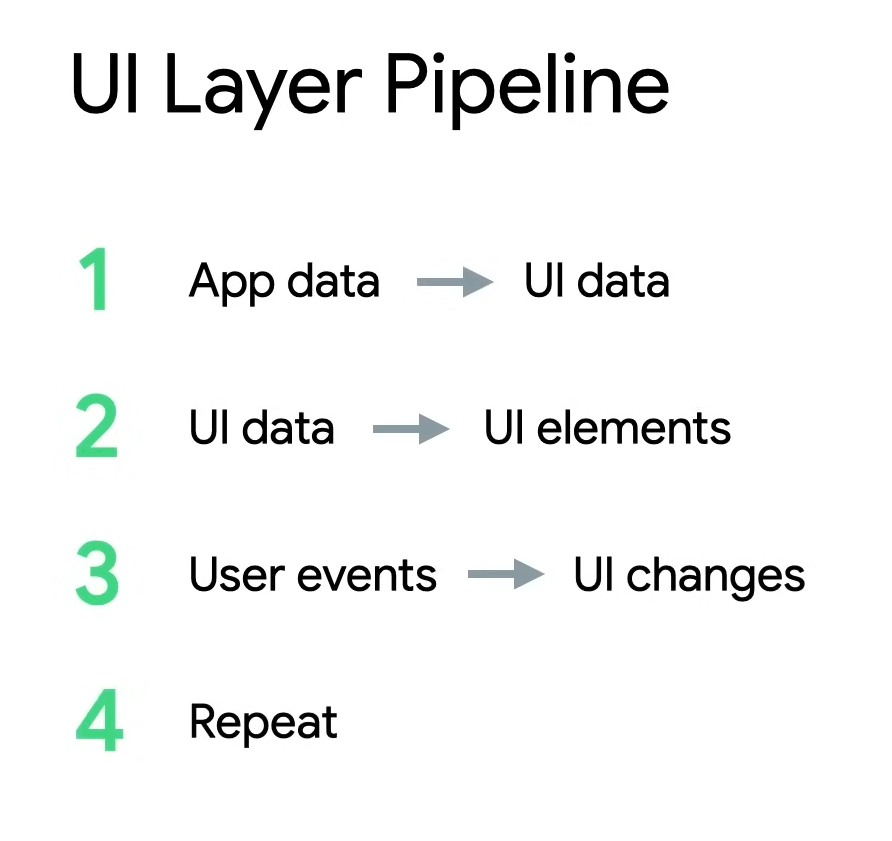 UI Layer Pipeline
1 App data → UI data
2 UI data → UI elements
3 User events → UI changes
4 Repeat